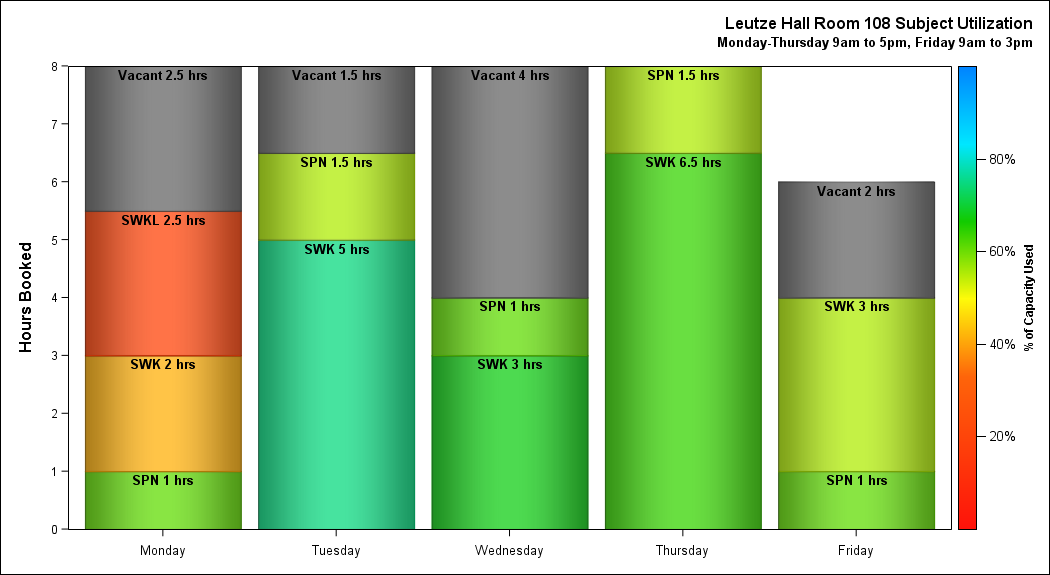 Leutze Hall Room 108 Subject Utilization
Monday-Thursday 9am to 5pm, Friday 9am to 3pm
Hours Booked
8
7
6
5
4
3
2
1
0
Vacant 2.5 hrs
SWKL 2.5 hrs
SWK 2 hrs
SPN 1 hrs
Vacant 1.5 hrs
SPN 1.5 hrs
SWK 5 hrs
Vacant 4 hrs
SPN 1 hrs
SWK 3 hrs
SPN 1.5 hrs
SWK 6.5 hrs
Vacant 2 hrs
SWK 3 hrs
SPN 1 hrs
Monday
Tuesday
Wednesday
Thursday
Friday
80%
60%
40%
20%
% of Capacity Used